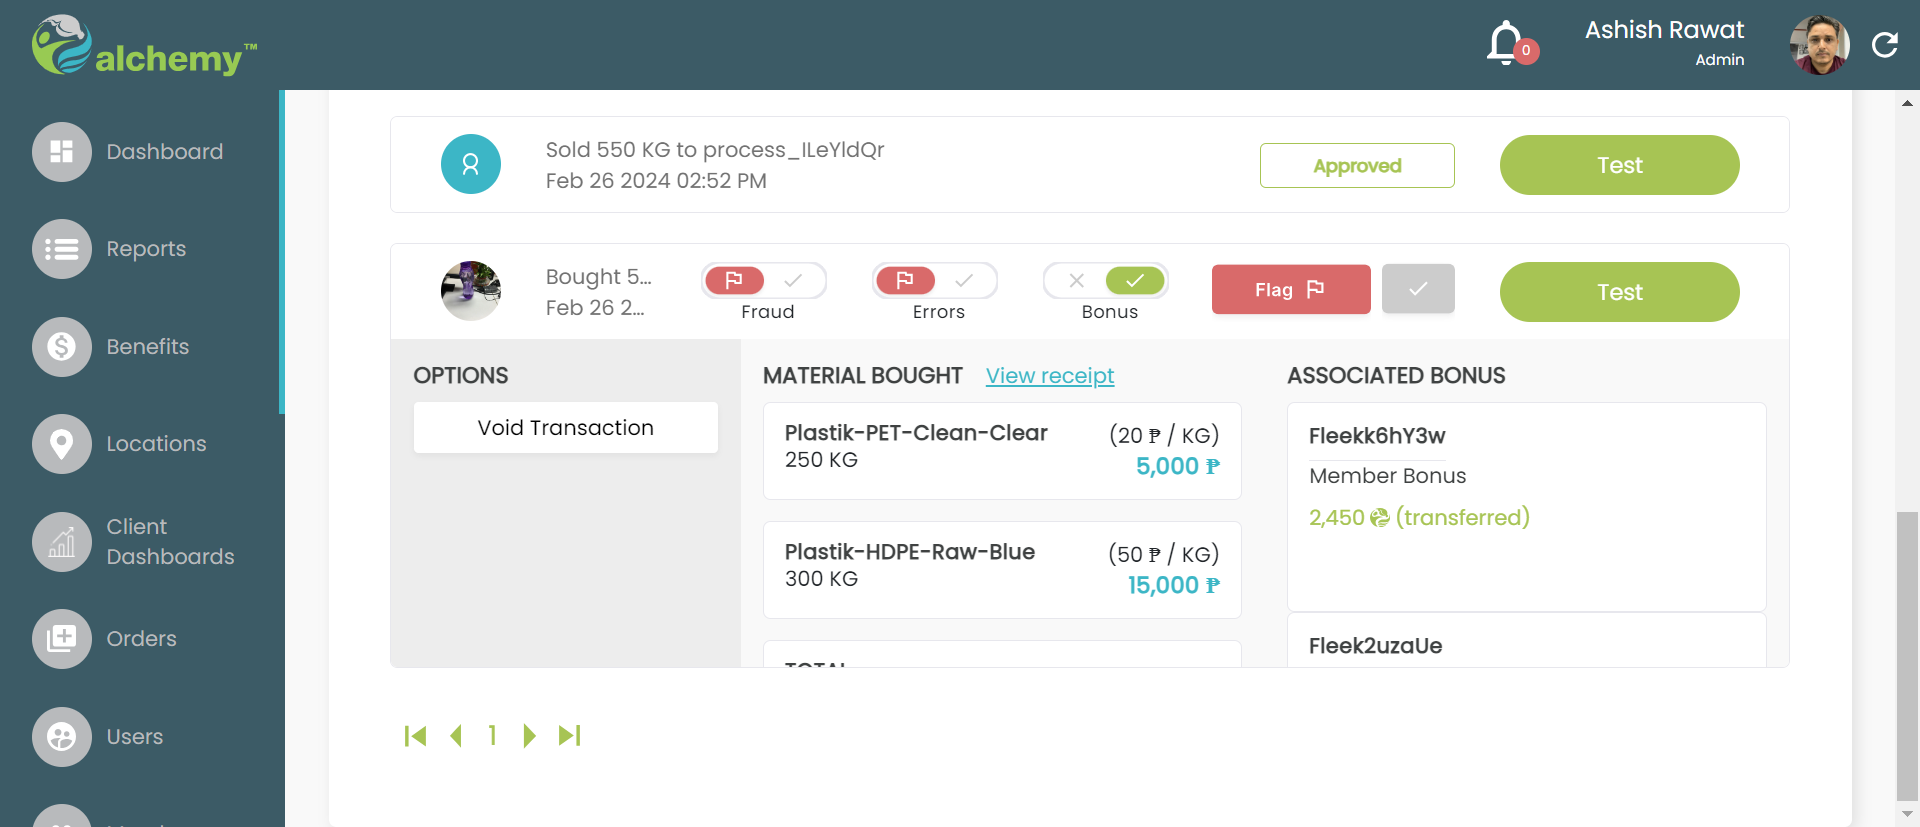 alchemy™
0
Ashish Rawat
Admin
Dashboard
Reports
Benefits
Locations
Client
Dashboards
Orders
Users
Sold 550 KG to process_ILeYldQr
Feb 26 2024 02:52 PM
Approved
Test
Bought 5...
Feb 26 2...
Fraud
Errors
Bonus
Flag
Test
OPTIONS
Void Transaction
MATERIAL BOUGHT View receipt
Plastik-PET-Clean-Clear (20 ₱ / KG)
250 KG 5,000 ₱
Plastik-HDPE-Raw-Blue (50 ₱ / KG)
300 KG 15,000 ₱
TOTAL
ASSOCIATED BONUS
Fleekk6hY3w
Member Bonus
2,450 (transferred)
Fleek2uzaUe
1